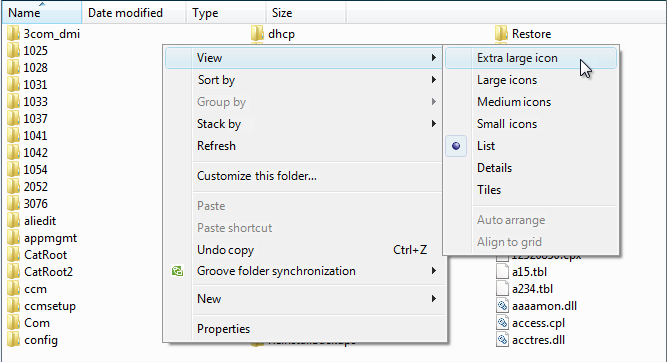 Name
Date modified
Type
Size
3com_dmi
dhcp
Restore
1025
1028
1031
1033
1037
1041
1042
1054
2052
3076
aliedit
appmgmt
CatRoot
CatRoot2
ccm
ccmsetup
Com
config
View
Sort by
Group by
Stack by
Refresh
Customize this folder...
Paste
Paste shortcut
Undo copy Ctrl+Z
Groove folder synchronization
New
Properties
Extra large icon
Large icons
Medium icons
Small icons
List
Details
Tiles
Auto arrange
Align to grid
a15.tbl
a234.tbl
aaaamon.dll
access.cpl
acctres.dll